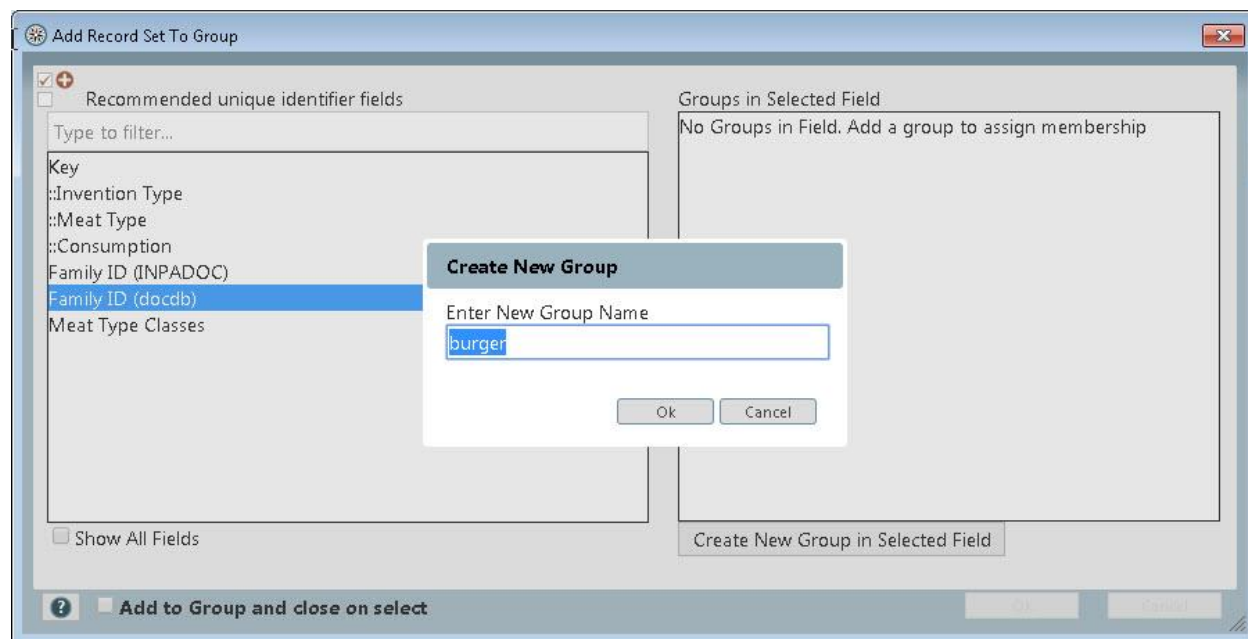 Add Record Set To Group
Recommended unique identifier fields
Type to filter...
Key
::Invention Type
::Meat Type
::Consumption
Family ID (INPADOC)
Family ID (docdb)
Meat Type Classes
Show All Fields
Groups in Selected Field
No Groups in Field. Add a group to assign membership
Create New Group in Selected Field
Create New Group
Enter New Group Name
burger
Ok Cancel
? Add to Group and close on select
Ok Cancel